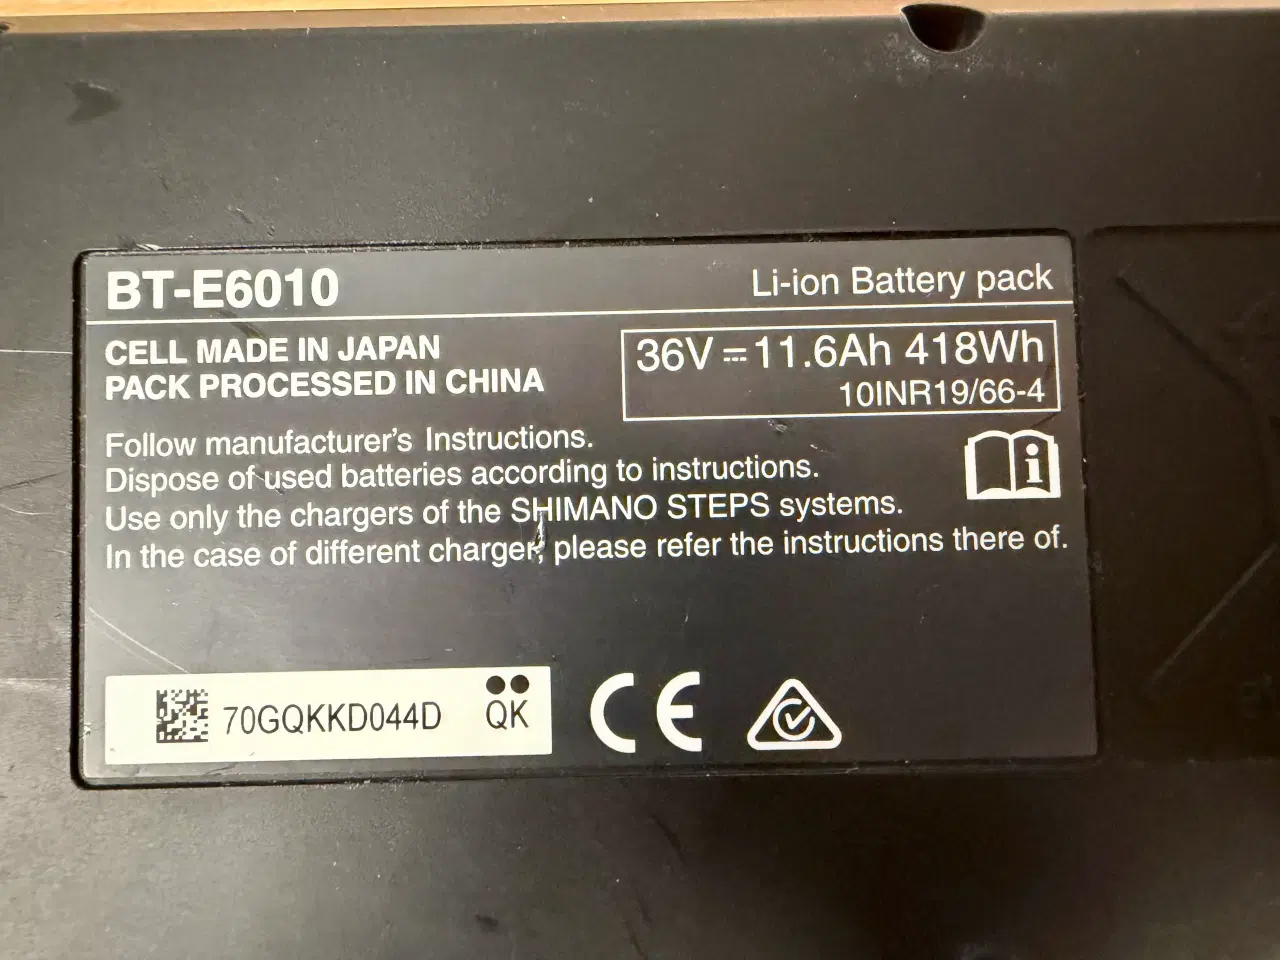 BT-E6010
Li-ion Battery pack
CELL MADE IN JAPAN
PACK PROCESSED IN CHINA
36V⎓11.6Ah 418Wh
10INR19/66-4
Follow manufacturer's Instructions.
Dispose of used batteries according to instructions.
Use only the chargers of the SHIMANO STEPS systems.
In the case of different charger, please refer the instructions there of.
70GQKKD044D
QK
CE